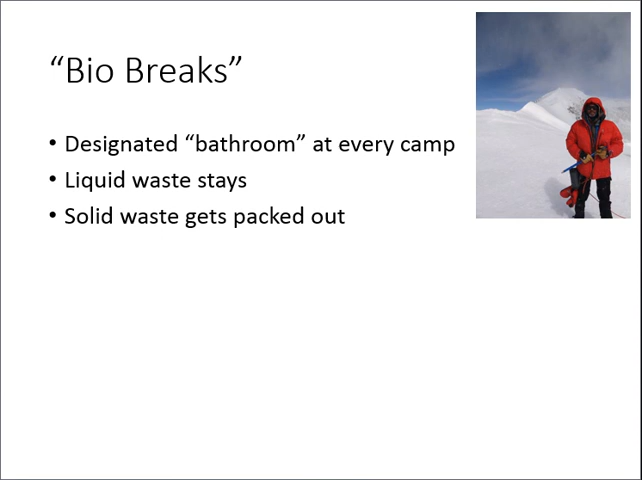 “Bio Breaks”
• Designated “bathroom” at every camp
• Liquid waste stays
• Solid waste gets packed out